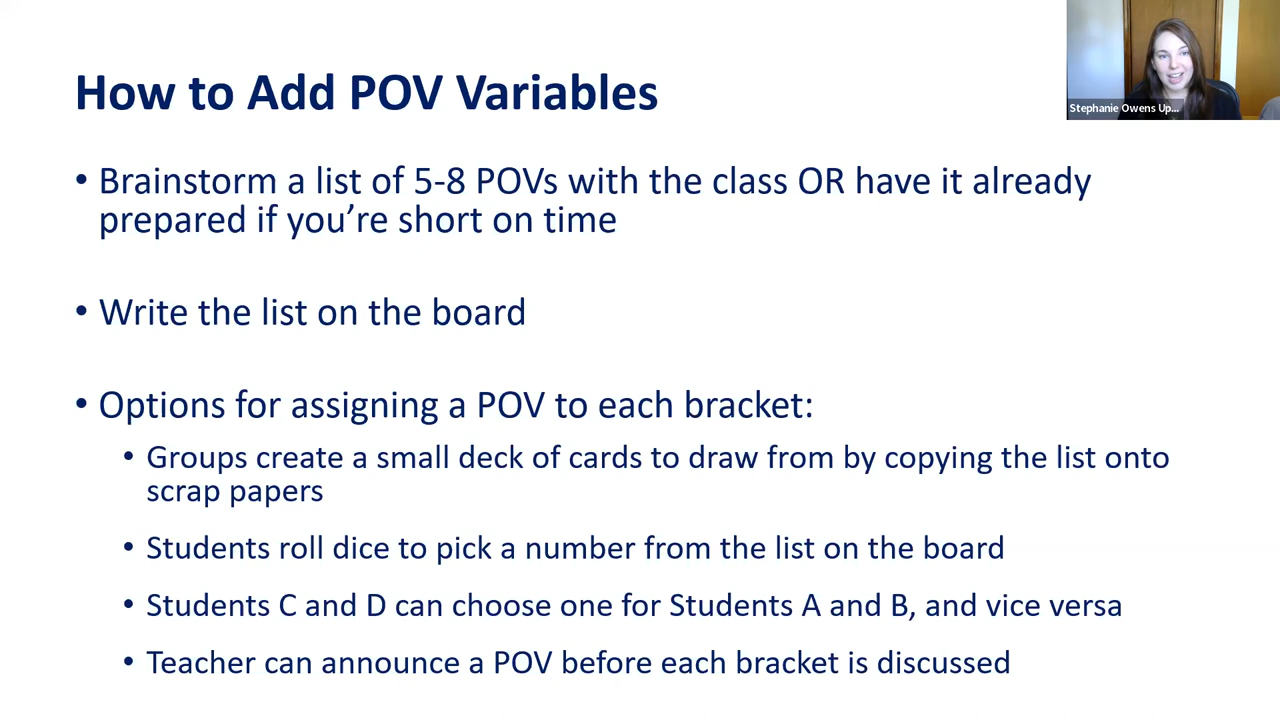 How to Add POV Variables
Stephanie Owens Up...
• Brainstorm a list of 5-8 POVs with the class OR have it already
prepared if you’re short on time
• Write the list on the board
• Options for assigning a POV to each bracket:
• Groups create a small deck of cards to draw from by copying the list onto
scrap papers
• Students roll dice to pick a number from the list on the board
• Students C and D can choose one for Students A and B, and vice versa
• Teacher can announce a POV before each bracket is discussed